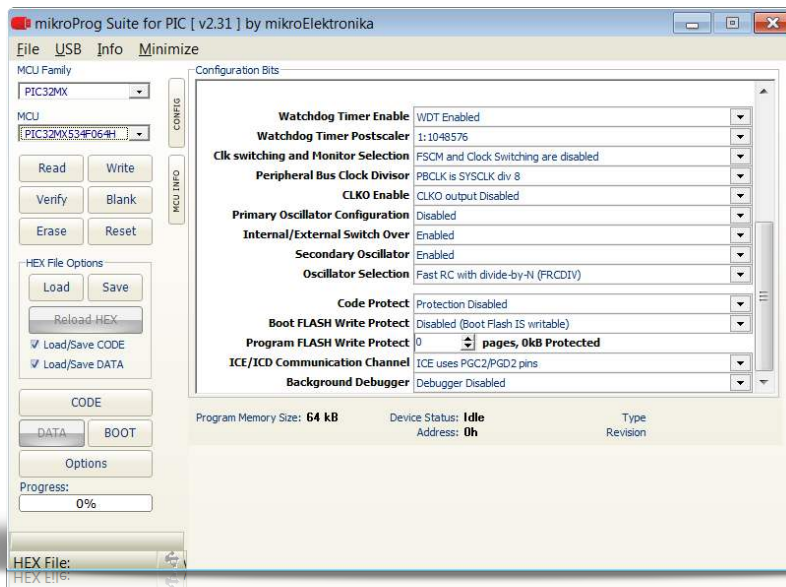 mikroProg Suite for PIC [ v2.31 ] by mikroElektronika
File USB Info Minimize
MCU Family
PIC32MX
MCU
PIC32MX534F064H
Read Write
Verify Blank
Erase Reset
HEX File Options
Load Save
Reload HEX
Load/Save CODE
Load/Save DATA
CODE
DATA BOOT
Options
Progress:
0%
HEX File:
CONFIG
MCU INFO
Configuration Bits
Watchdog Timer Enable WDT Enabled
Watchdog Timer Postscaler 1:1048576
Clk switching and Monitor Selection FSCM and Clock Switching are disabled
Peripheral Bus Clock Divisor PBCLK is SYSCLK div 8
CLKO Enable CLKO output Disabled
Primary Oscillator Configuration Disabled
Internal/External Switch Over Enabled
Secondary Oscillator Enabled
Oscillator Selection Fast RC with divide-by-N (FRCDIV)
Code Protect Protection Disabled
Boot FLASH Write Protect Disabled (Boot Flash IS writable)
Program FLASH Write Protect 0 pages, 0kB Protected
ICE/ICD Communication Channel ICE uses PGC2/PGD2 pins
Background Debugger Debugger Disabled
Program Memory Size: 64 kB Device Status: Idle Type
Address: 0h Revision